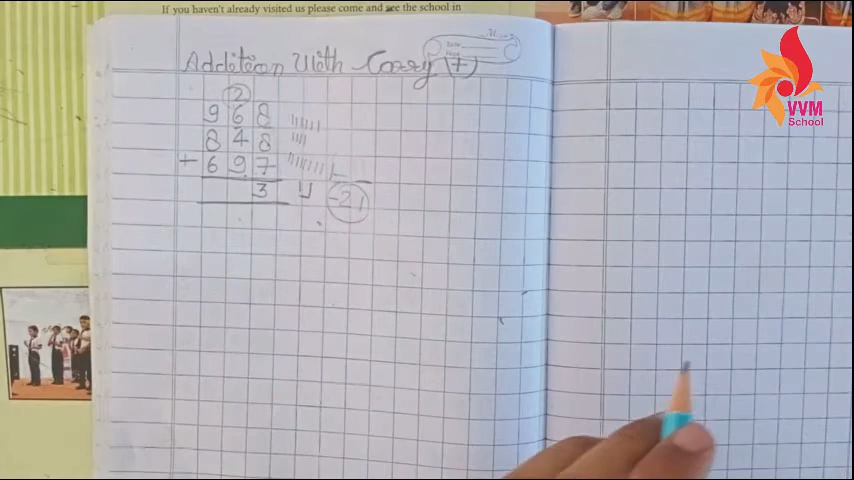 If you haven't already visited us please come and see the school in
Addition With Carry (+)
2
9 6 8
8 4 8
+ 6 9 7
3
-21
VVM
School